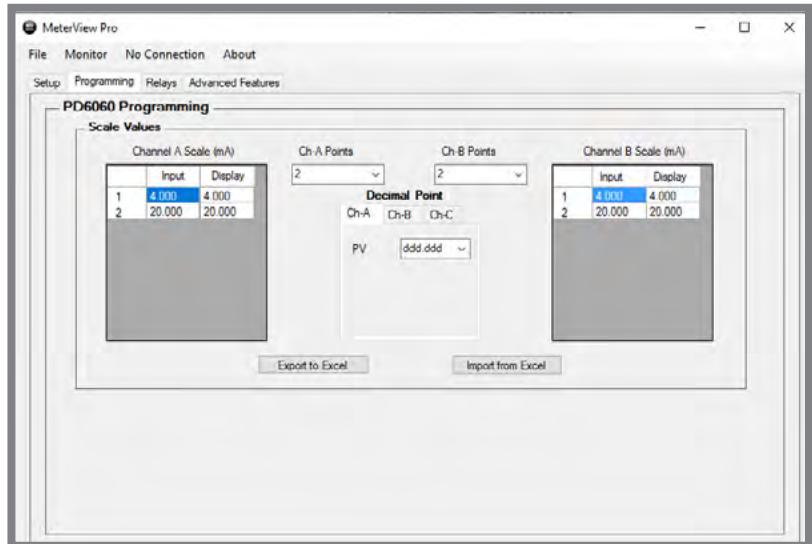 MeterView Pro
File Monitor No Connection About
Setup Programming Relays Advanced Features
PD6060 Programming
Scale Values
Channel A Scale (mA) Ch-A Points Ch-B Points Channel B Scale (mA)
2 2
Input Display
1 4.000 4.000
2 20.000 20.000
Decimal Point
Ch-A Ch-B Ch-C
PV ddd.ddd
Input Display
1 4.000 4.000
2 20.000 20.000
Export to Excel Import from Excel